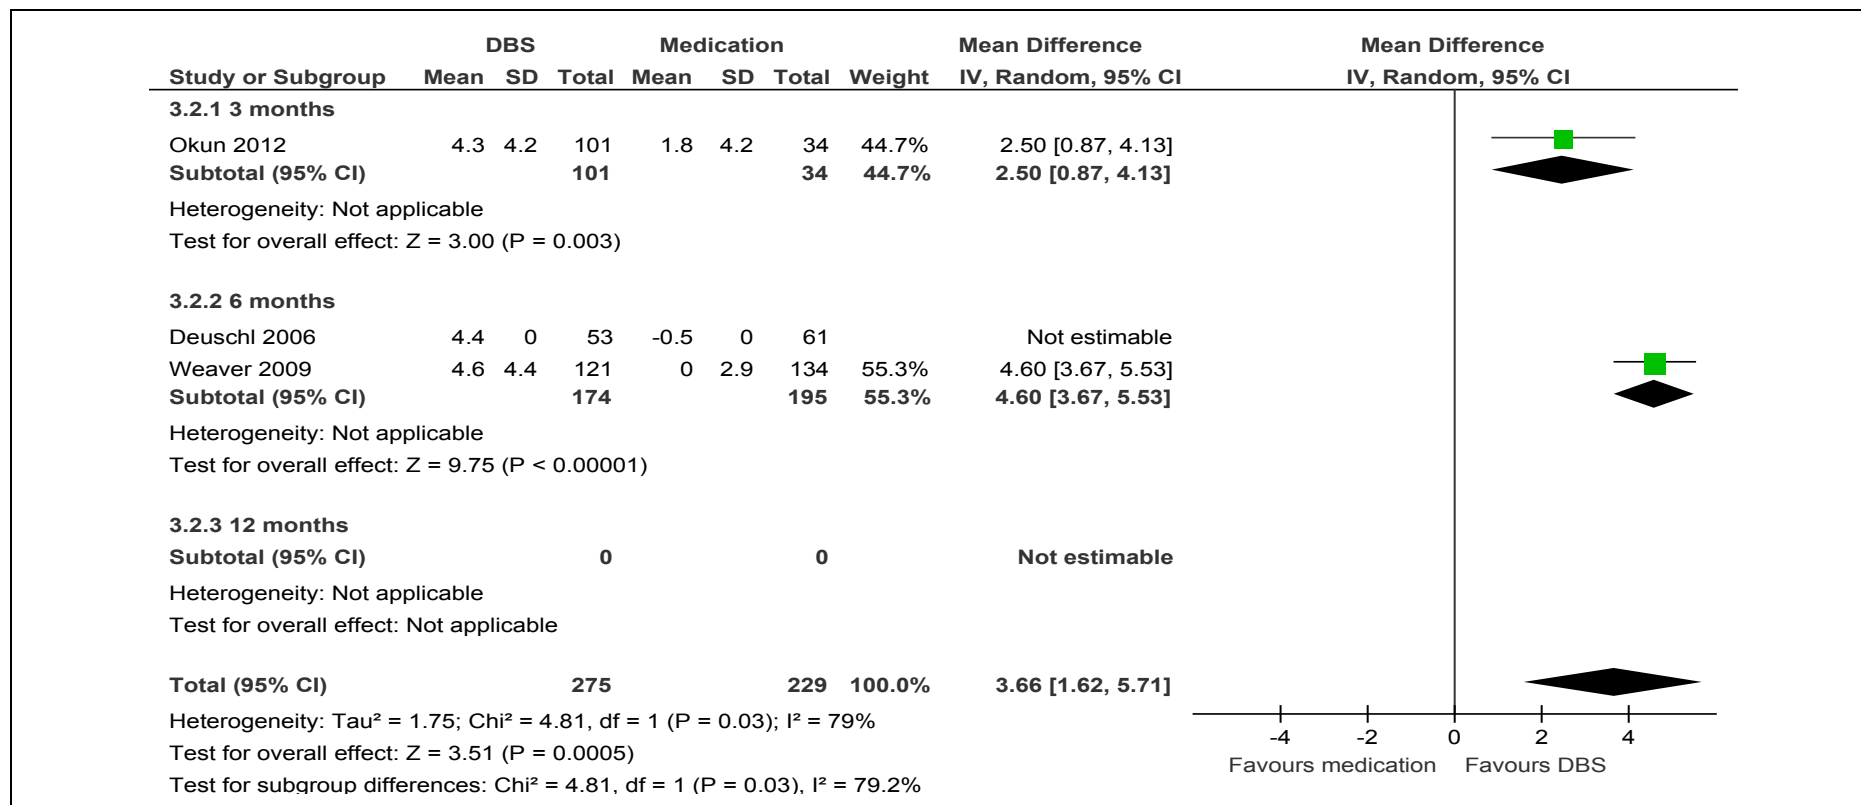 DBS Medication Mean Difference Mean Difference
Study or Subgroup Mean SD Total Mean SD Total Weight IV, Random, 95% CI IV, Random, 95% CI
3.2.1 3 months
Okun 2012 4.3 4.2 101 1.8 4.2 34 44.7% 2.50 [0.87, 4.13]
Subtotal (95% CI) 101 34 44.7% 2.50 [0.87, 4.13]
Heterogeneity: Not applicable
Test for overall effect: Z = 3.00 (P = 0.003)
3.2.2 6 months
Deuschl 2006 4.4 0 53 -0.5 0 61 Not estimable
Weaver 2009 4.6 4.4 121 0 2.9 134 55.3% 4.60 [3.67, 5.53]
Subtotal (95% CI) 174 195 55.3% 4.60 [3.67, 5.53]
Heterogeneity: Not applicable
Test for overall effect: Z = 9.75 (P < 0.00001)
3.2.3 12 months
Subtotal (95% CI) 0 0 Not estimable
Heterogeneity: Not applicable
Test for overall effect: Not applicable
Total (95% CI) 275 229 100.0% 3.66 [1.62, 5.71]
Heterogeneity: Tau² = 1.75; Chi² = 4.81, df = 1 (P = 0.03); I² = 79%
Test for overall effect: Z = 3.51 (P = 0.0005)
Test for subgroup differences: Chi² = 4.81, df = 1 (P = 0.03), I² = 79.2%
-4 -2 0 2 4
Favours medication Favours DBS